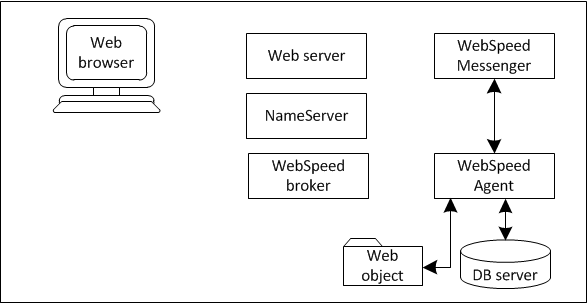 Web
browser
Web server
WebSpeed
Messenger
NameServer
WebSpeed
broker
WebSpeed
Agent
Web
object
DB server